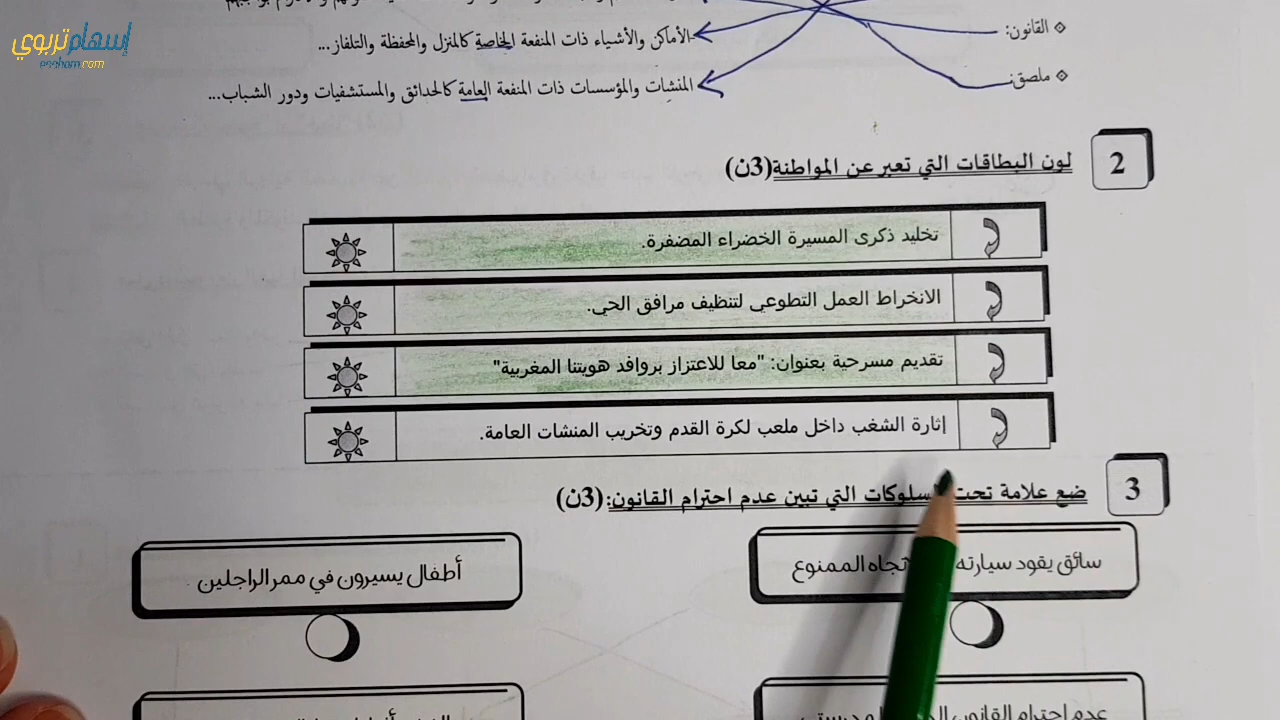 إسهام تربوي
esoham.com
◊ القانون:
الأماكن والأشياء ذات المنفعة الخاصة كالمنزل والمحفظة والتلفاز...
◊ ملصق:
المنشآت والمؤسسات ذات المنفعة العامة كالحدائق والمستشفيات ودور الشباب...
2 لون البطاقات التي تعبر عن المواطنة(3ن)
تخليد ذكرى المسيرة الخضراء المضفرة.
الانخراط العمل التطوعي لتنظيف مرافق الحي.
تقديم مسرحية بعنوان: "معا للاعتزاز بروافد هويتنا المغربية"
إثارة الشغب داخل ملعب لكرة القدم وتخريب المنشات العامة.
3 ضع علامة تحت السلوكات التي تبين عدم احترام القانون:(3ن)
سائق يقود سيارته الممنوع
أطفال يسيرون في ممر الراجلين .
عدم احترام القانون